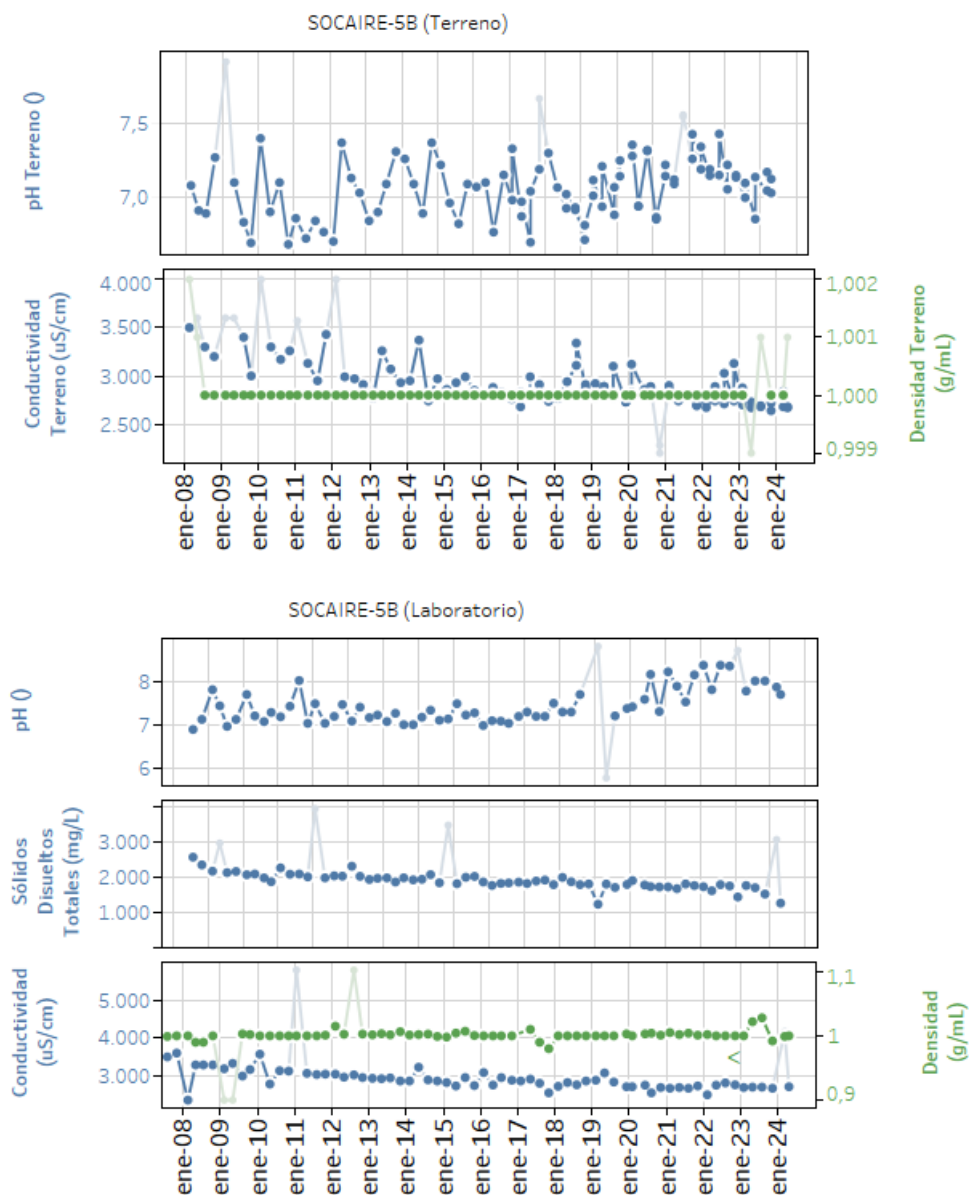 SOCAIRE-5B (Terreno)
pH Terreno ()
7,5
7,0
Conductividad
Terreno (uS/cm)
4.000
3.500
3.000
2.500
1,002
1,001
1,000
0,999
Densidad Terreno
(g/mL)
ene-08
ene-09
ene-10
ene-11
ene-12
ene-13
ene-14
ene-15
ene-16
ene-17
ene-18
ene-19
ene-20
ene-21
ene-22
ene-23
ene-24
SOCAIRE-5B (Laboratorio)
pH ()
8
7
6
Sólidos
Disueltos
Totales (mg/L)
3.000
2.000
1.000
Conductividad
(uS/cm)
5.000
4.000
3.000
<
1,1
1
0,9
Densidad
(g/mL)
ene-08
ene-09
ene-10
ene-11
ene-12
ene-13
ene-14
ene-15
ene-16
ene-17
ene-18
ene-19
ene-20
ene-21
ene-22
ene-23
ene-24